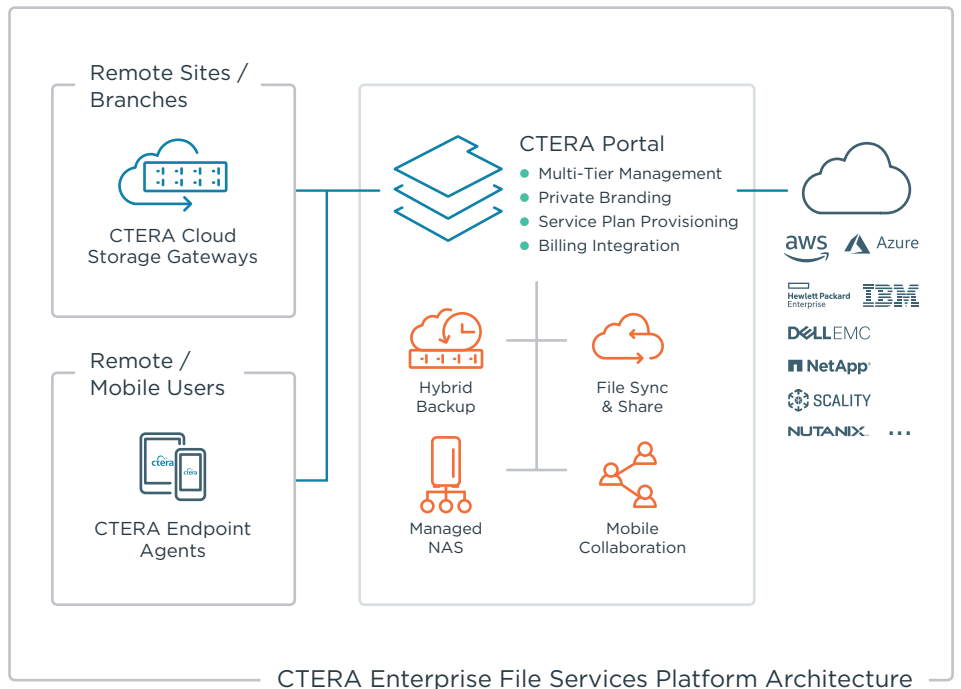 Remote Sites /
Branches
CTERA Cloud
Storage Gateways
Remote /
Mobile Users
ctera
ctera
CTERA Endpoint
Agents
CTERA Portal
Multi-Tier Management
Private Branding
Service Plan Provisioning
Billing Integration
Hybrid
Backup
File Sync
& Share
Managed
NAS
Mobile
Collaboration
aws
Azure
Hewlett Packard
Enterprise
IBM
DELLEMC
NetApp
SCALITY
NUTANIX
...
CTERA Enterprise File Services Platform Architecture